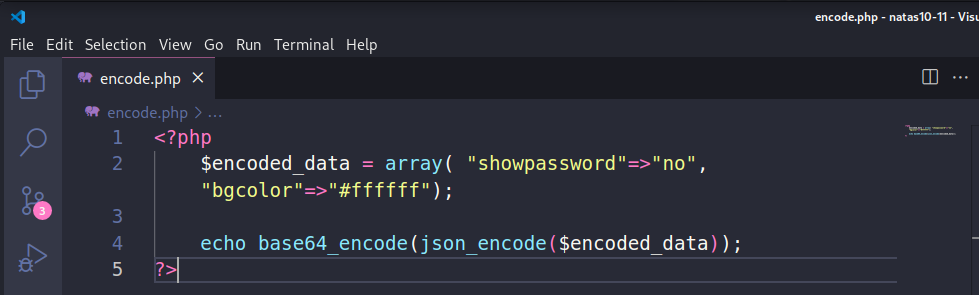 encode.php - natas10-11 - Visu
File Edit Selection View Go Run Terminal Help
encode.php
encode.php > ...
1 <?php
2 $encoded_data = array( "showpassword"=>"no",
"bgcolor"=>"#ffffff");
3
4 echo base64_encode(json_encode($encoded_data));
5 ?>
3